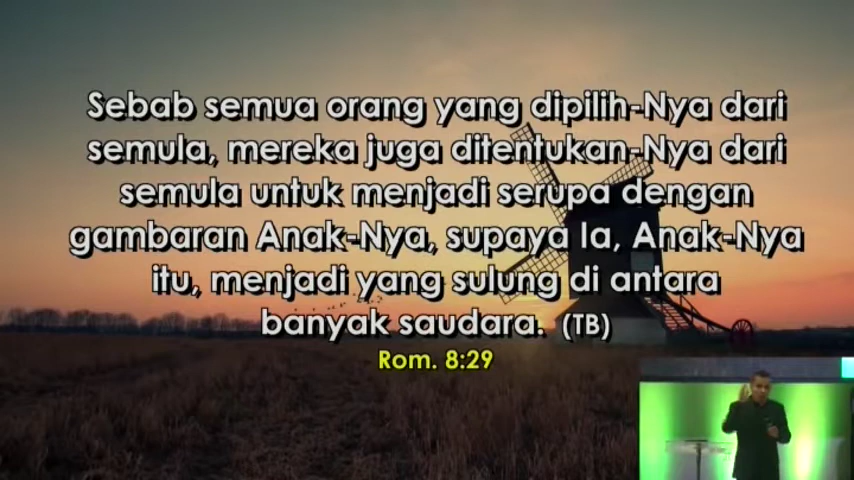 Sebab semua orang yang dipilih-Nya dari
semula, mereka juga ditentukan-Nya dari
semula untuk menjadi serupa dengan
gambaran Anak-Nya, supaya Ia, Anak-Nya
itu, menjadi yang sulung di antara
banyak saudara. (TB)
Rom. 8:29